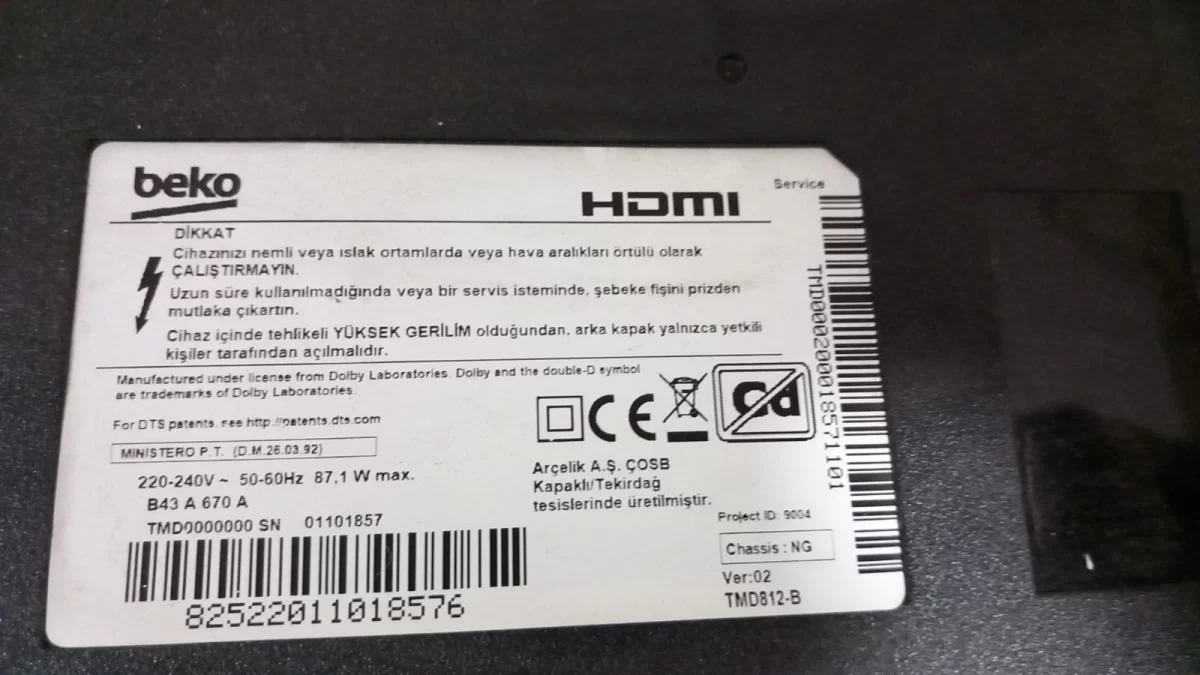 beko
HDMI
Service
DİKKAT
Cihazınızı nemli veya ıslak ortamlarda veya hava aralıkları örtülü olarak
ÇALIŞTIRMAYIN.
Uzun süre kullanılmadığında veya bir servis isteminde, şebeke fişini prizden
mutlaka çıkartın.
Cihaz içinde tehlikeli YÜKSEK GERİLİM olduğundan, arka kapak yalnızca yetkili
kişiler tarafından açılmalıdır.
Manufactured under license from Dolby Laboratories. Dolby and the double-D symbol
are trademarks of Dolby Laboratories.
For DTS patents, see http://patents.dts.com
MINISTERO P.T. (D.M.26.03.92)
220-240V ~ 50-60Hz 87,1 W max.
B43 A 670 A
TMD0000000 SN 01101857
82522011018576
CE
Pb
Arçelik A.Ş. ÇOSB
Kapaklı/Tekirdağ
tesislerinde üretilmiştir.
Project ID: 9004
Chassis : NG
Ver:02
TMD812-B
TMD000200018571101